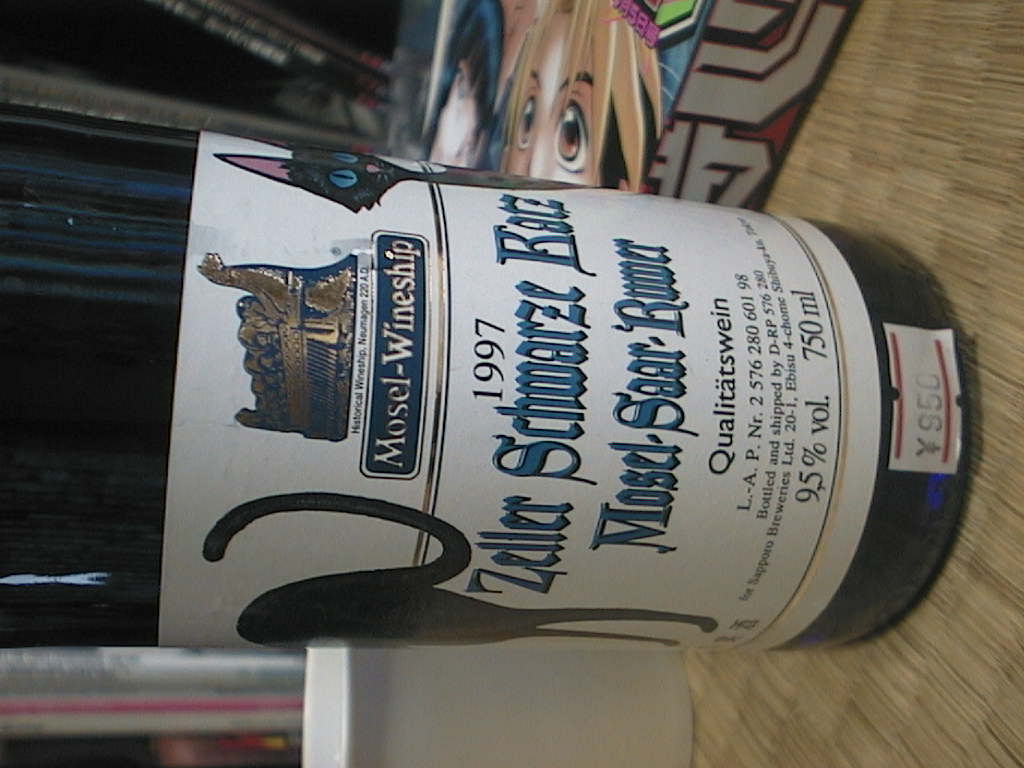 Historical Wineship, Neumagen 220 A.D.
®
Mosel-Wineship
1997
Zeller Schwarze Katz
Mosel-Saar-Ruwer
Qualitätswein
L.-A. P. Nr. 2 576 280 601 98
Bottled and shipped by D-RP 576 280
for Sapporo Breweries Ltd. 20-1, Ebisu 4-chome Shibuya-ku,
9,5% vol. 750 ml
¥950